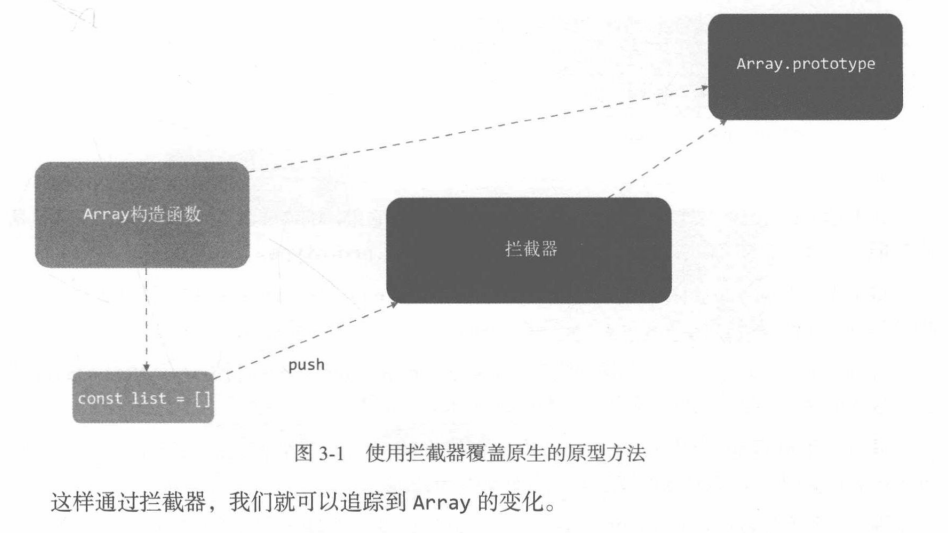 Array.prototype
Array构造函数
拦截器
push
const list = []
图 3-1 使用拦截器覆盖原生的原型方法
这样通过拦截器，我们就可以追踪到 Array 的变化。